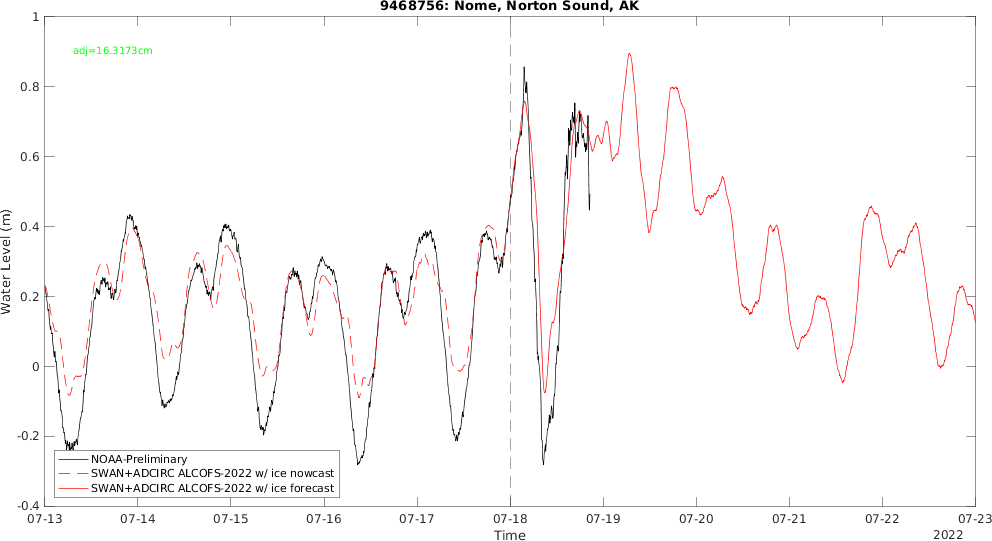 9468756: Nome, Norton Sound, AK
adj=16.3173cm
Water Level (m)
1
0.8
0.6
0.4
0.2
0
-0.2
-0.4
NOAA-Preliminary
SWAN+ADCIRC ALCOFS-2022 w/ ice nowcast
SWAN+ADCIRC ALCOFS-2022 w/ ice forecast
07-13 07-14 07-15 07-16 07-17 07-18 07-19 07-20 07-21 07-22 07-23
Time
2022